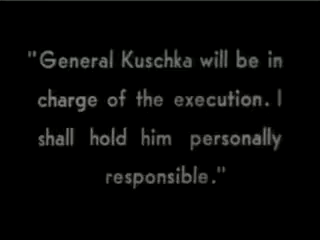 "General Kuschka will be in
charge of the execution. I
shall hold him personally
responsible."